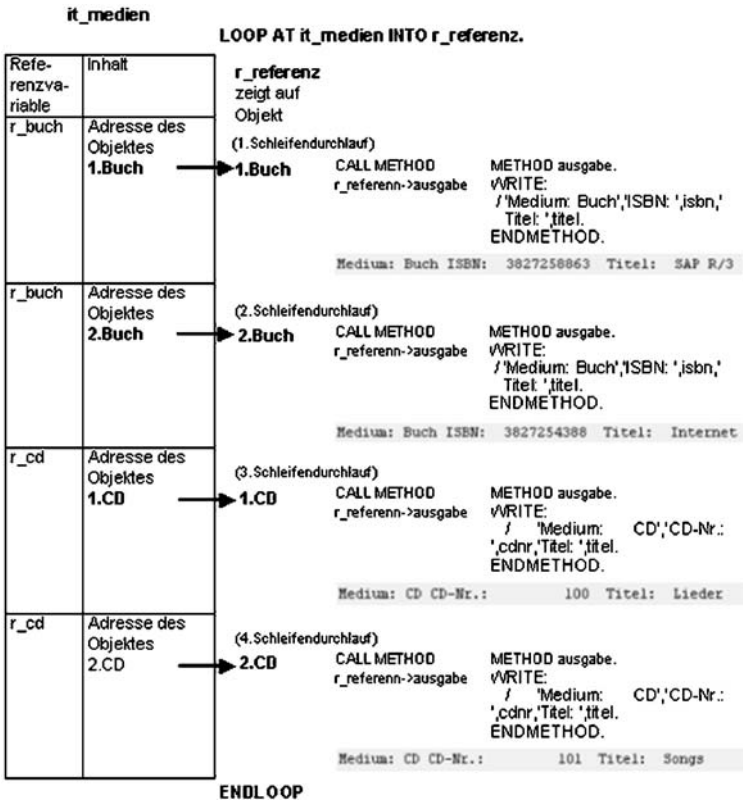 it_medien
LOOP AT it_medien INTO r_referenz.
Refe-
renzva-
riable
Inhalt
r_referenz
zeigt auf
Objekt
r_buch
Adresse des
Objektes
1.Buch
(1.Schleifendurchlauf)
1.Buch
CALL METHOD
r_referenn->ausgabe
METHOD ausgabe.
WRITE:
/ 'Medium: Buch','ISBN: ',isbn,'
Titel: ',titel.
ENDMETHOD.
Medium: Buch ISBN: 3827258863 Titel: SAP R/3
r_buch
Adresse des
Objektes
2.Buch
(2.Schleifendurchlauf)
2.Buch
CALL METHOD
r_referenn->ausgabe
METHOD ausgabe.
WRITE:
/ 'Medium: Buch','ISBN: ',isbn,'
Titel: ',titel.
ENDMETHOD.
Medium: Buch ISBN: 3827254388 Titel: Internet
r_cd
Adresse des
Objektes
1.CD
(3.Schleifendurchlauf)
1.CD
CALL METHOD
r_referenn->ausgabe
METHOD ausgabe.
WRITE:
/ 'Medium: CD','CD-Nr.:
',cdnr,'Titel: ',titel.
ENDMETHOD.
Medium: CD CD-Nr.: 100 Titel: Lieder
r_cd
Adresse des
Objektes
2.CD
(4.Schleifendurchlauf)
2.CD
CALL METHOD
r_referenn->ausgabe
METHOD ausgabe.
WRITE:
/ 'Medium: CD','CD-Nr.:
',cdnr,'Titel: ',titel.
ENDMETHOD.
Medium: CD CD-Nr.: 101 Titel: Songs
ENDLOOP